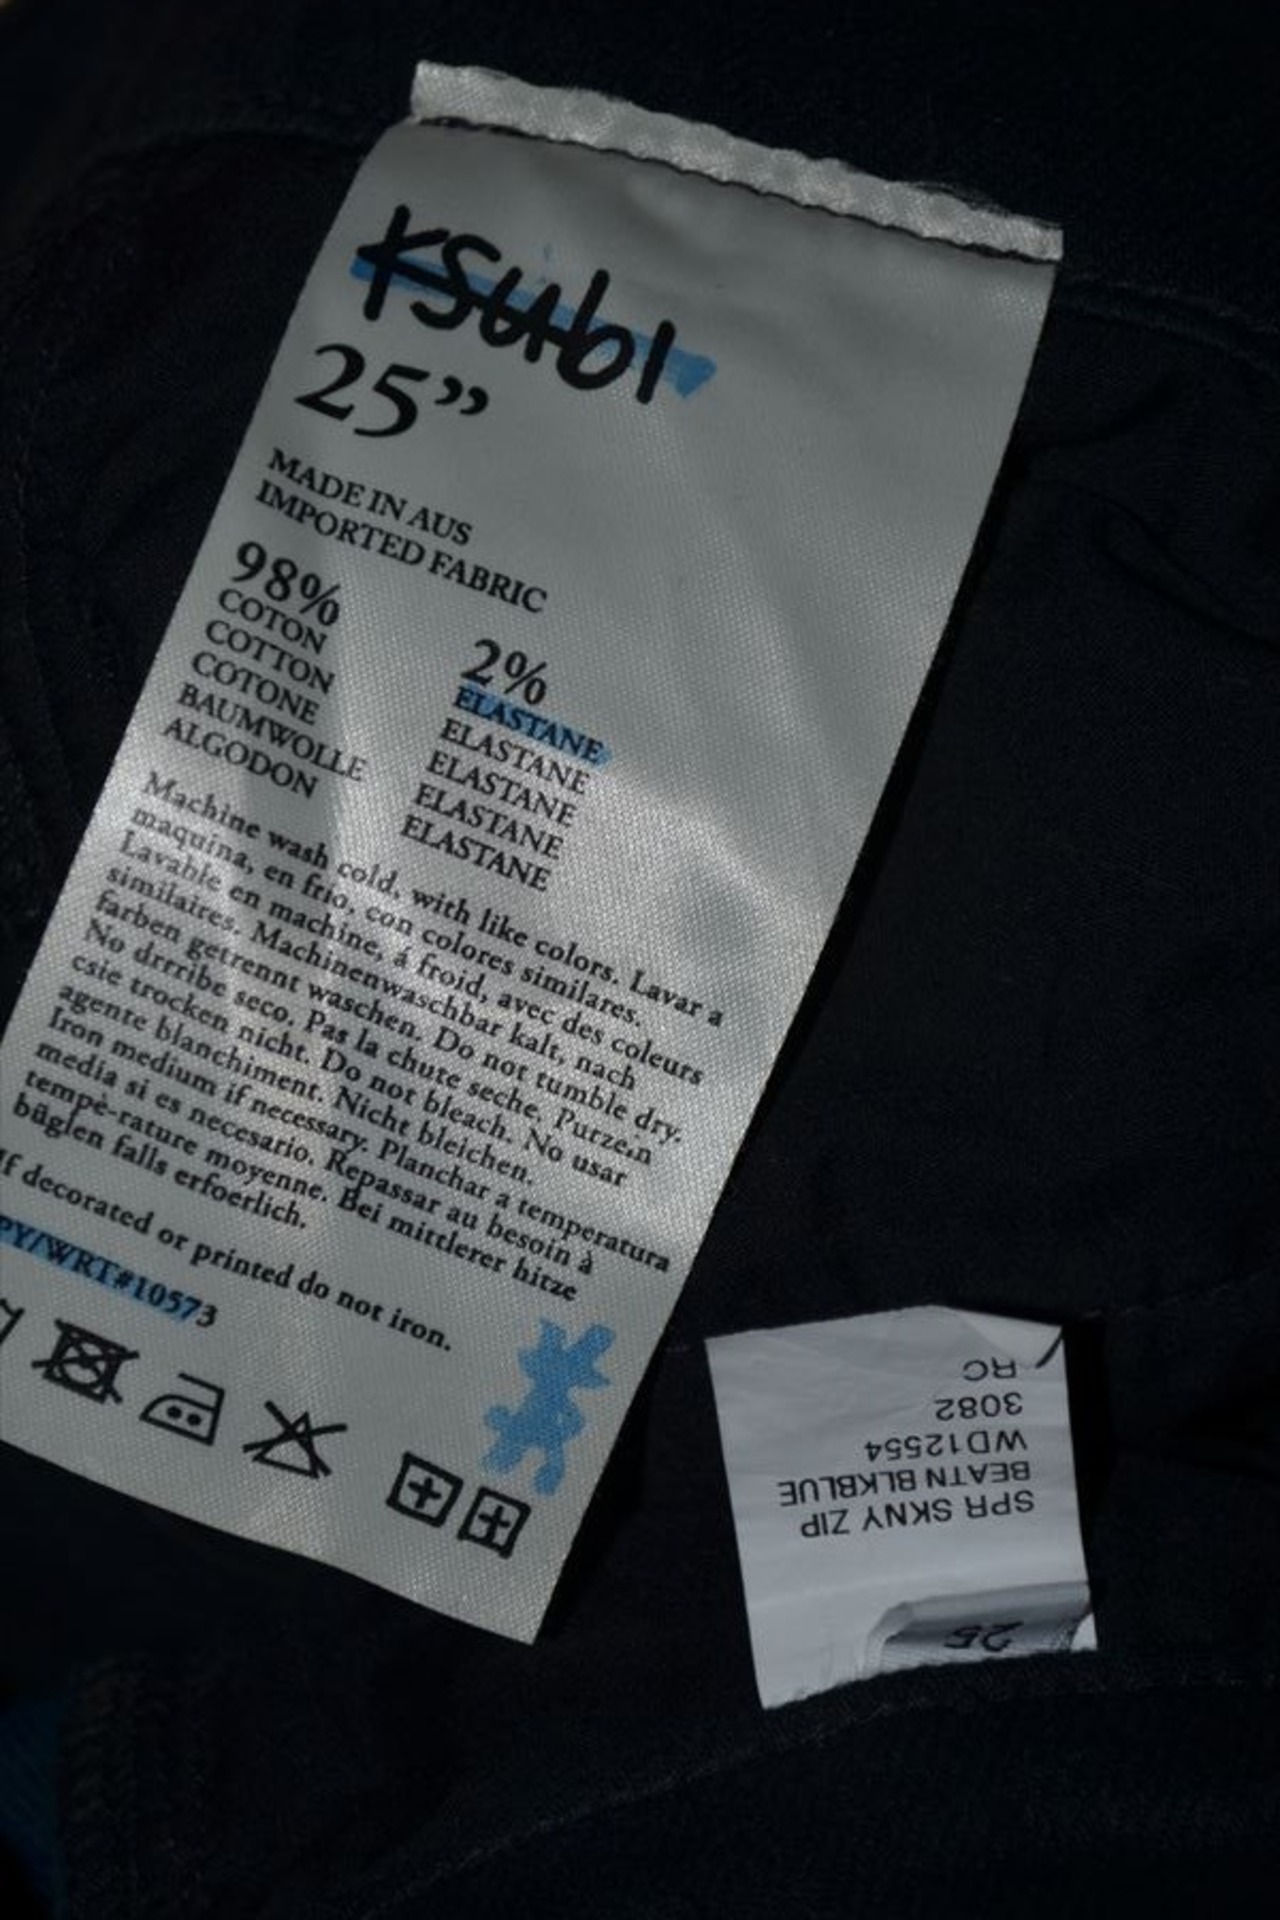 ksubi
25”
MADE IN AUS
IMPORTED FABRIC
98%
COTON
COTTON
COTONE
BAUMWOLLE
ALGODON
2%
ELASTANE
ELASTANE
ELASTANE
ELASTANE
ELASTANE
Machine wash cold, with like colors. Lavar a
maquina, en frio, con colores similares.
Lavable en machine, á froid, avec des coleurs
similaires. Machinenwaschbar kalt, nach
farben getrennt waschen. Do not tumble dry.
No drrribe seco. Pas la chute seche. Purzein
csie trocken nicht. Do not bleach. No usar
agente blanchiment. Nicht bleichen.
Iron medium if necessary. Planchar a temperatura
media si es necesario. Repassar au besoin à
tempè-rature moyenne. Bei mittlerer hitze
büglen falls erfoerlich.
If decorated or printed do not iron.
PY/WRT#10573
SPR SKNY ZIP
BEATN BLKBLUE
WD12554
3082
RC
25